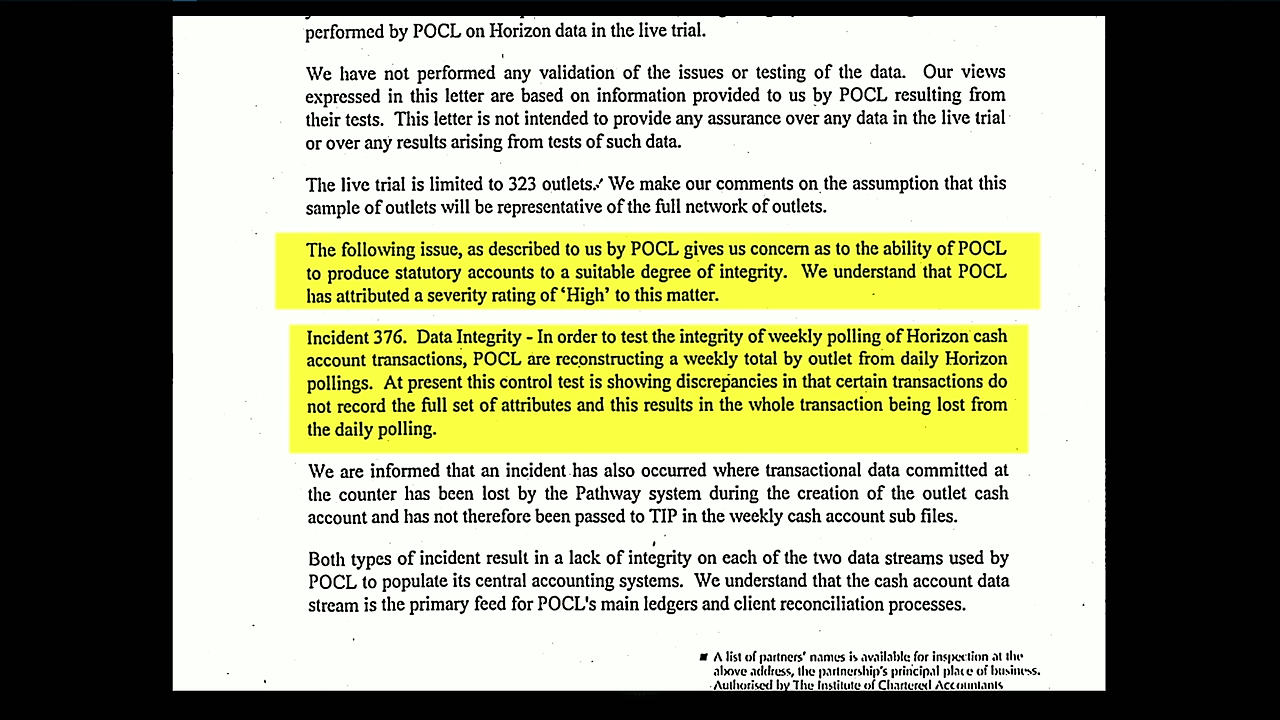 performed by POCL on Horizon data in the live trial.
We have not performed any validation of the issues or testing of the data. Our views
expressed in this letter are based on information provided to us by POCL resulting from
their tests. This letter is not intended to provide any assurance over any data in the live trial
or over any results arising from tests of such data.
The live trial is limited to 323 outlets. We make our comments on the assumption that this
sample of outlets will be representative of the full network of outlets.
The following issue, as described to us by POCL gives us concern as to the ability of POCL
to produce statutory accounts to a suitable degree of integrity. We understand that POCL
has attributed a severity rating of ‘High’ to this matter.
Incident 376. Data Integrity - In order to test the integrity of weekly polling of Horizon cash
account transactions, POCL are reconstructing a weekly total by outlet from daily Horizon
pollings. At present this control test is showing discrepancies in that certain transactions do
not record the full set of attributes and this results in the whole transaction being lost from
the daily polling.
We are informed that an incident has also occurred where transactional data committed at
the counter has been lost by the Pathway system during the creation of the outlet cash
account and has not therefore been passed to TIP in the weekly cash account sub files.
Both types of incident result in a lack of integrity on each of the two data streams used by
POCL to populate its central accounting systems. We understand that the cash account data
stream is the primary feed for POCL's main ledgers and client reconciliation processes.
■ A list of partners' names is available for inspection at the
above address, the partnership's principal place of business.
Authorised by The Institute of Chartered Accountants